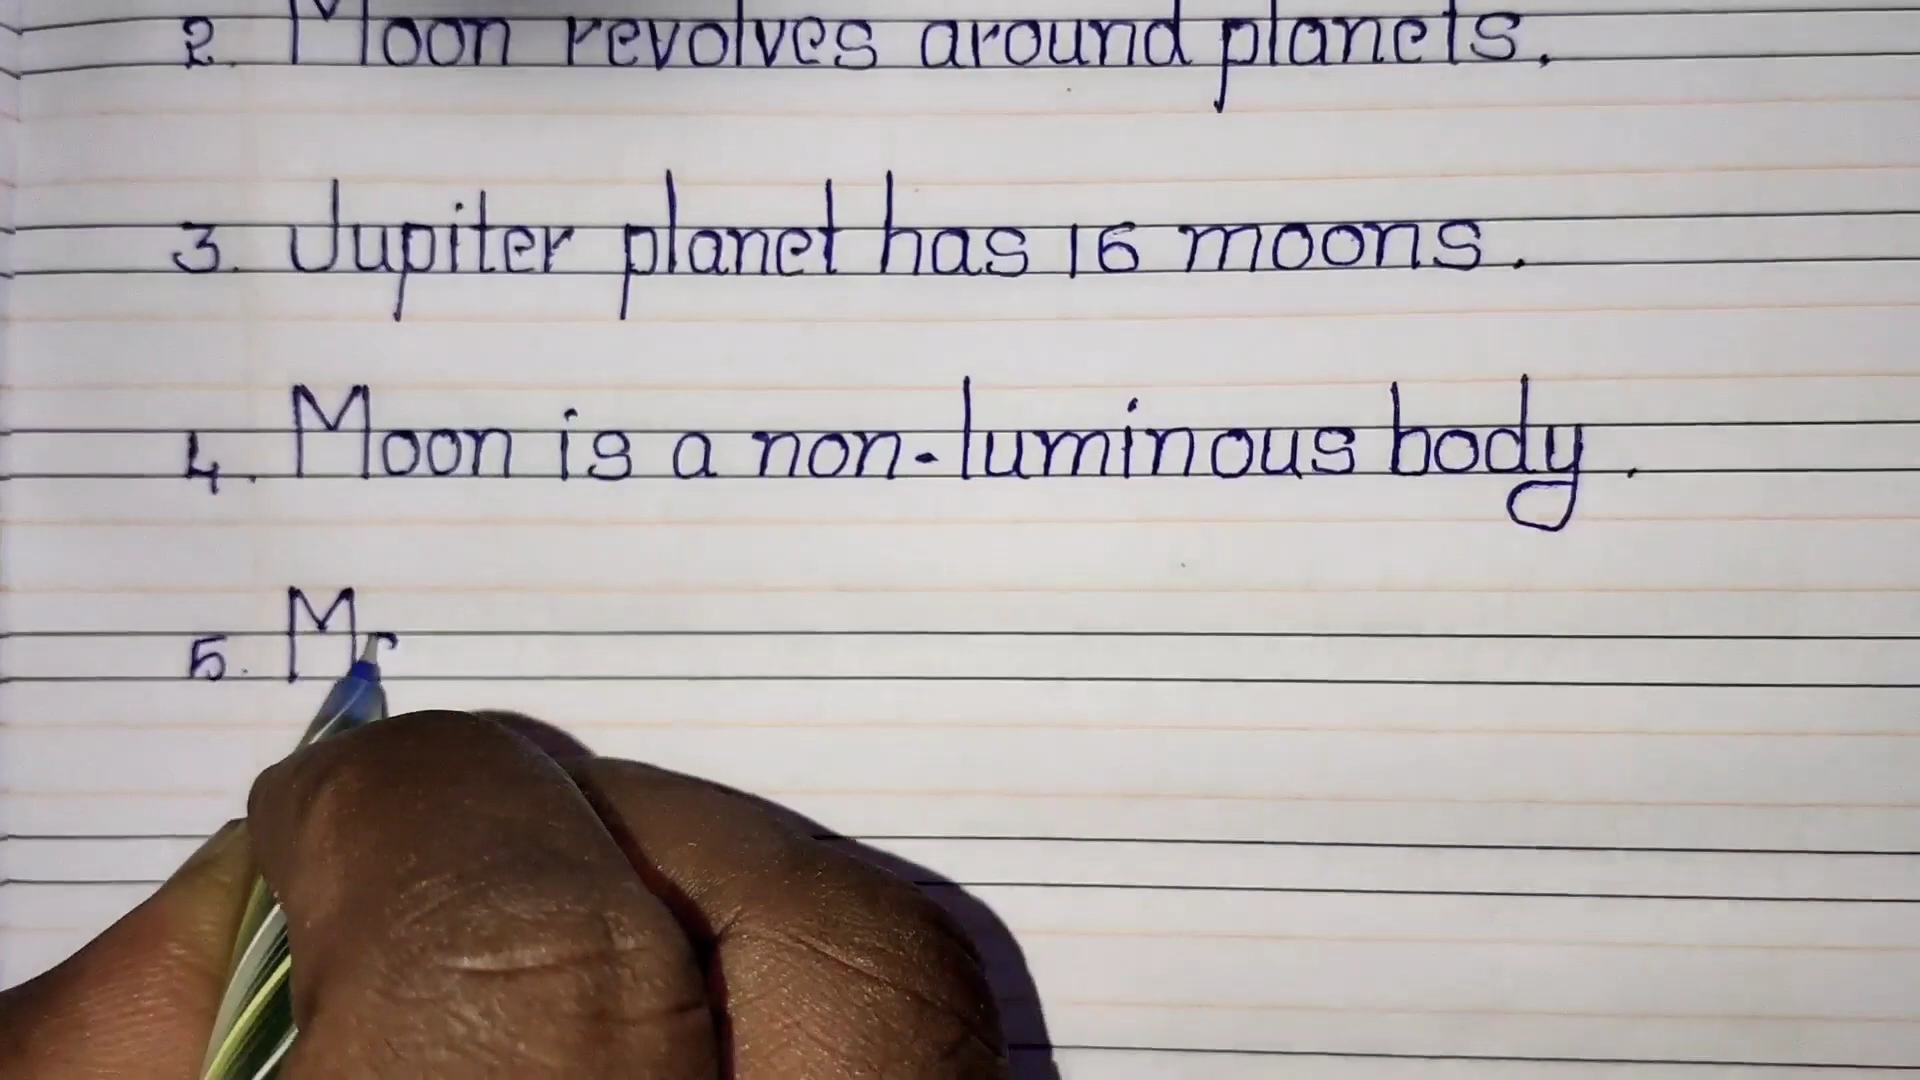 2. Moon revolves around planets.
3. Jupiter planet has 16 moons.
4. Moon is a non-luminous body.
5. M